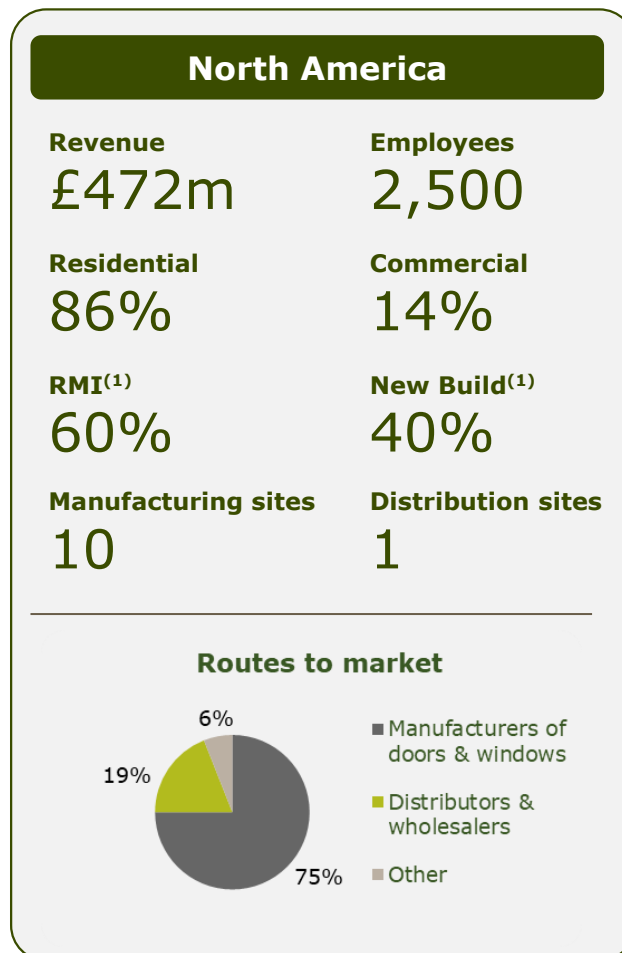 North America
Revenue Employees
£472m 2,500
Residential Commercial
86% 14%
RMI(1) New Build(1)
60% 40%
Manufacturing sites Distribution sites
10 1
Routes to market
6%
19%
75%
Manufacturers of
doors & windows
Distributors &
wholesalers
Other